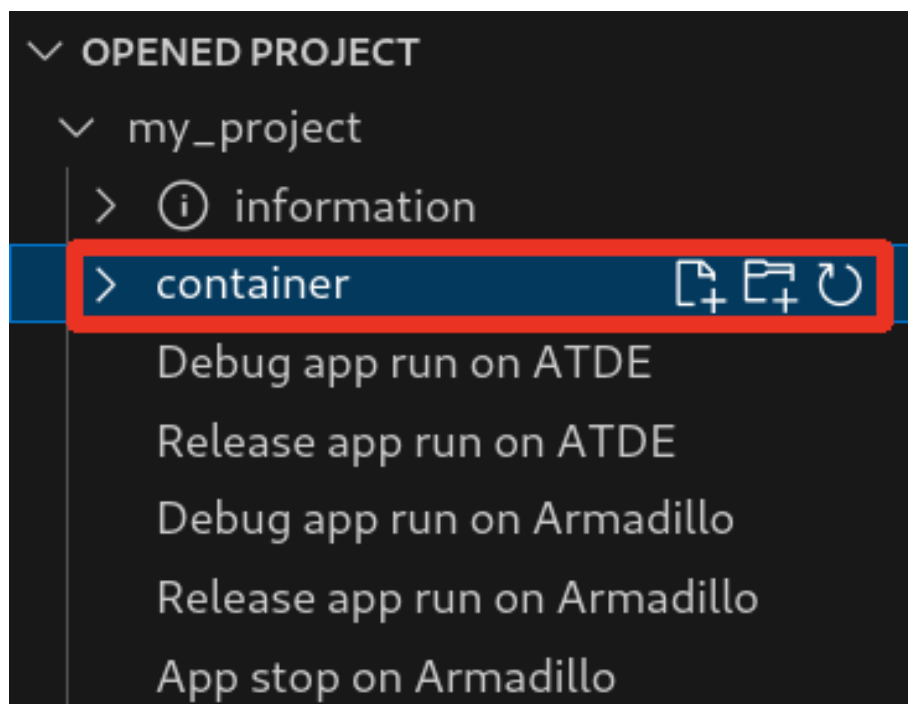 OPENED PROJECT
my_project
information
container
Debug app run on ATDE
Release app run on ATDE
Debug app run on Armadillo
Release app run on Armadillo
App stop on Armadillo